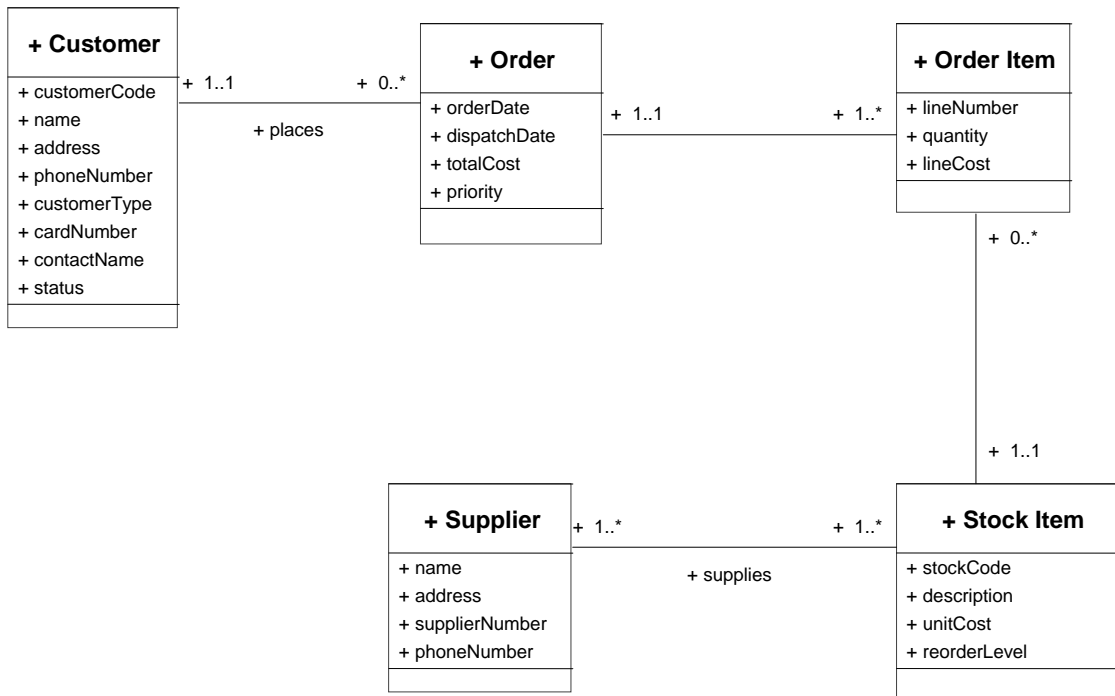 + Customer
+ customerCode
+ name
+ address
+ phoneNumber
+ customerType
+ cardNumber
+ contactName
+ status
+ 1..1
+ 0..*
+ places
+ Order
+ orderDate
+ dispatchDate
+ totalCost
+ priority
+ 1..1
+ 1..*
+ Order Item
+ lineNumber
+ quantity
+ lineCost
+ 0..*
+ 1..1
+ Supplier
+ name
+ address
+ supplierNumber
+ phoneNumber
+ 1..*
+ 1..*
+ supplies
+ Stock Item
+ stockCode
+ description
+ unitCost
+ reorderLevel